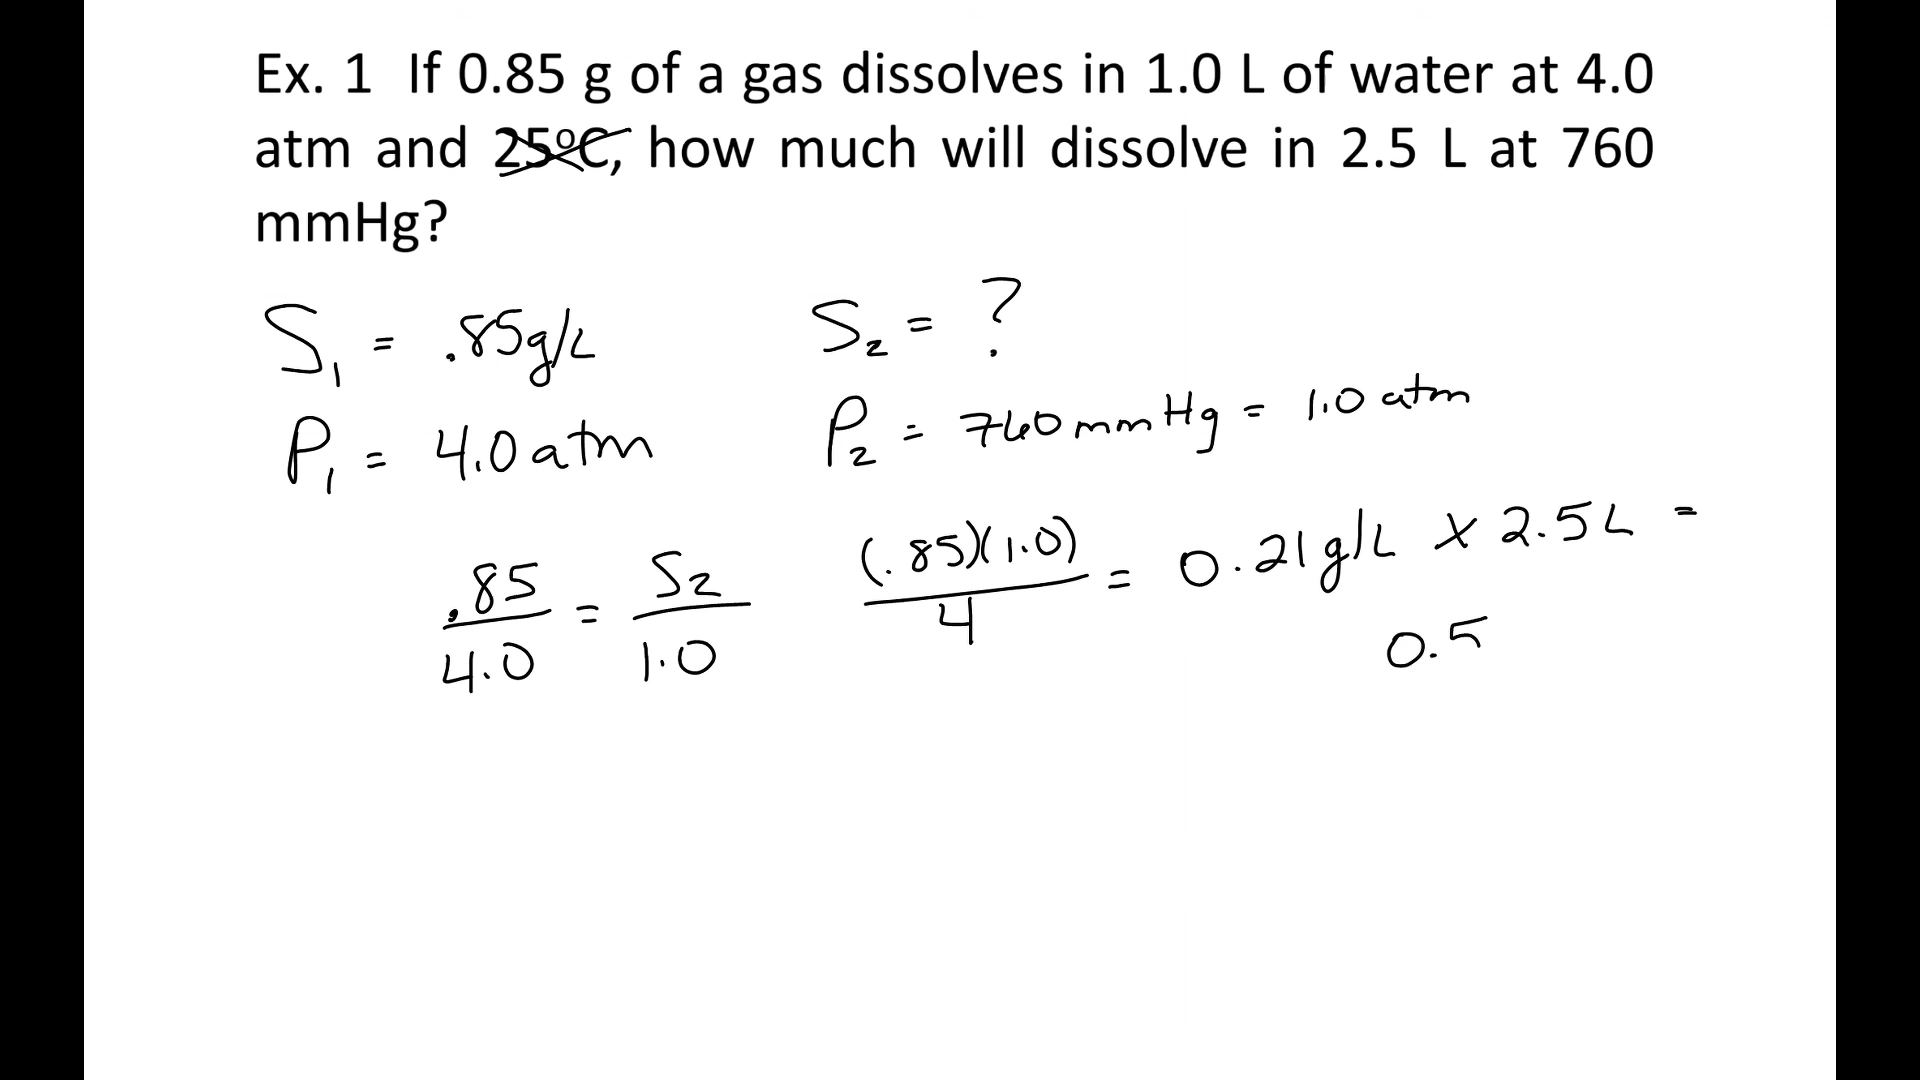 Ex. 1 If 0.85 g of a gas dissolves in 1.0 L of water at 4.0
atm and 25°C, how much will dissolve in 2.5 L at 760
mmHg?
S₁ = .85g/L
S₂ = ?
P₁ = 4.0 atm
P₂ = 760 mmHg = 1.0 atm
.85/4.0 = S₂/1.0
(.85)(1.0)/4 = 0.21 g/L × 2.5 L =
0.5